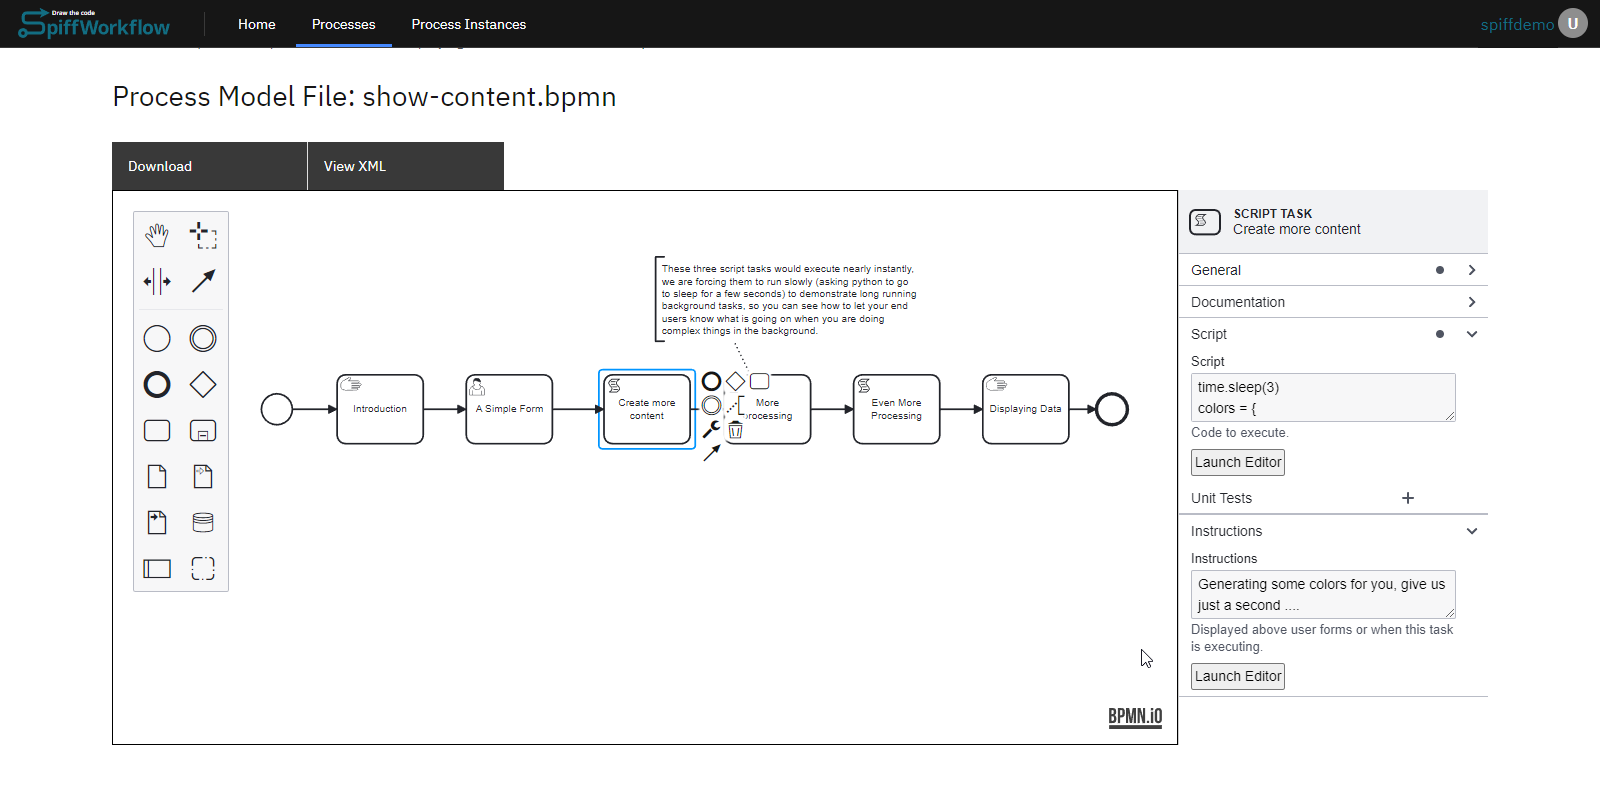 Draw the code
SpiffWorkflow
Home
Processes
Process Instances
spiffdemo
U
Process Model File: show-content.bpmn
Download
View XML
These three script tasks would execute nearly instantly,
we are forcing them to run slowly (asking python to go
to sleep for a few seconds) to demonstrate long running
background tasks, so you can see how to let your end
users know what is going on when you are doing
complex things in the background.
Introduction
A Simple Form
Create more
content
More
Even More
Processing
Displaying Data
BPMN.iO
SCRIPT TASK
Create more content
General
Documentation
Script
Script
time.sleep(3)
colors = {
Code to execute.
Launch Editor
Unit Tests
Instructions
Instructions
Generating some colors for you, give us
just a second ....
Displayed above user forms or when this task
is executing.
Launch Editor